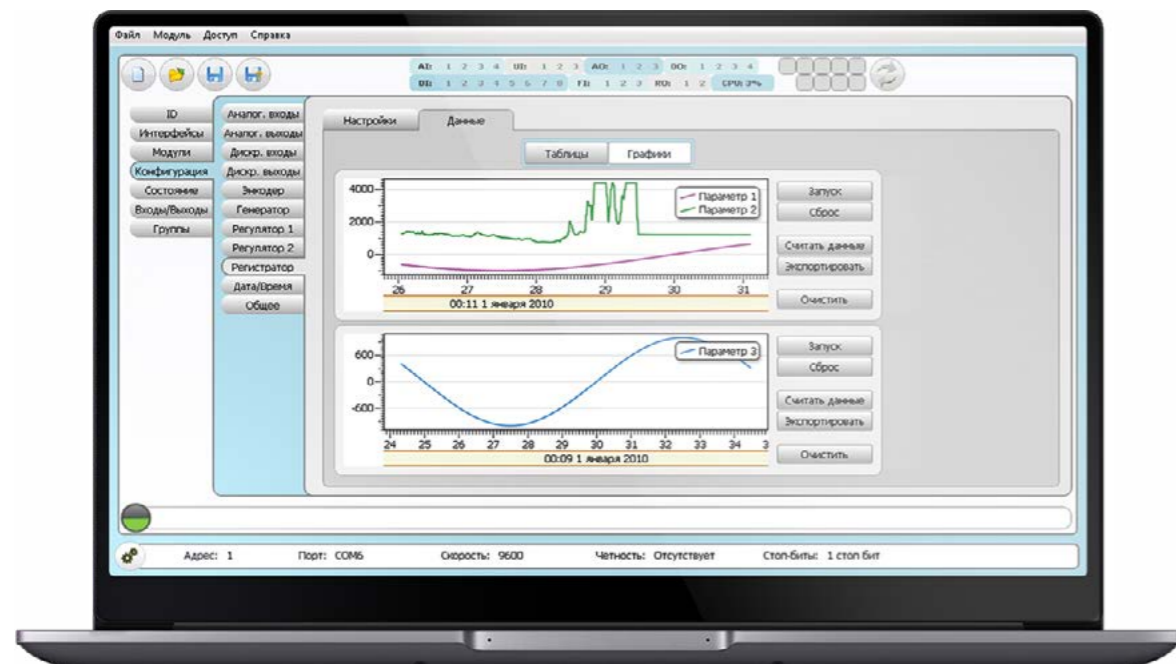 Файл Модуль Доступ Справка
AI: 1 2 3 4 UI: 1 2 3 AO: 1 2 3 DO: 1 2 3 4
DI: 1 2 3 4 5 6 7 8 FI: 1 2 3 RO: 1 2 CPU: 3%
ID
Интерфейсы
Модули
Конфигурация
Состояние
Входы/Выходы
Группы
Аналог. входы
Аналог. выходы
Дискр. входы
Дискр. выходы
Энкодер
Генератор
Регулятор 1
Регулятор 2
Регистратор
Дата/Время
Общее
Настройки Данные
Таблицы Графики
4000
2000
0
Параметр 1
Параметр 2
26 27 28 29 30 31
00:11 1 января 2010
Запуск
Сброс
Считать данные
Экспортировать
Очистить
600
0
-600
Параметр 3
24 25 26 27 28 29 30 31 32 33 34 3
00:09 1 января 2010
Запуск
Сброс
Считать данные
Экспортировать
Очистить
Адрес: 1 Порт: COM6 Скорость: 9600 Четность: Отсутствует Стоп-биты: 1 стоп бит